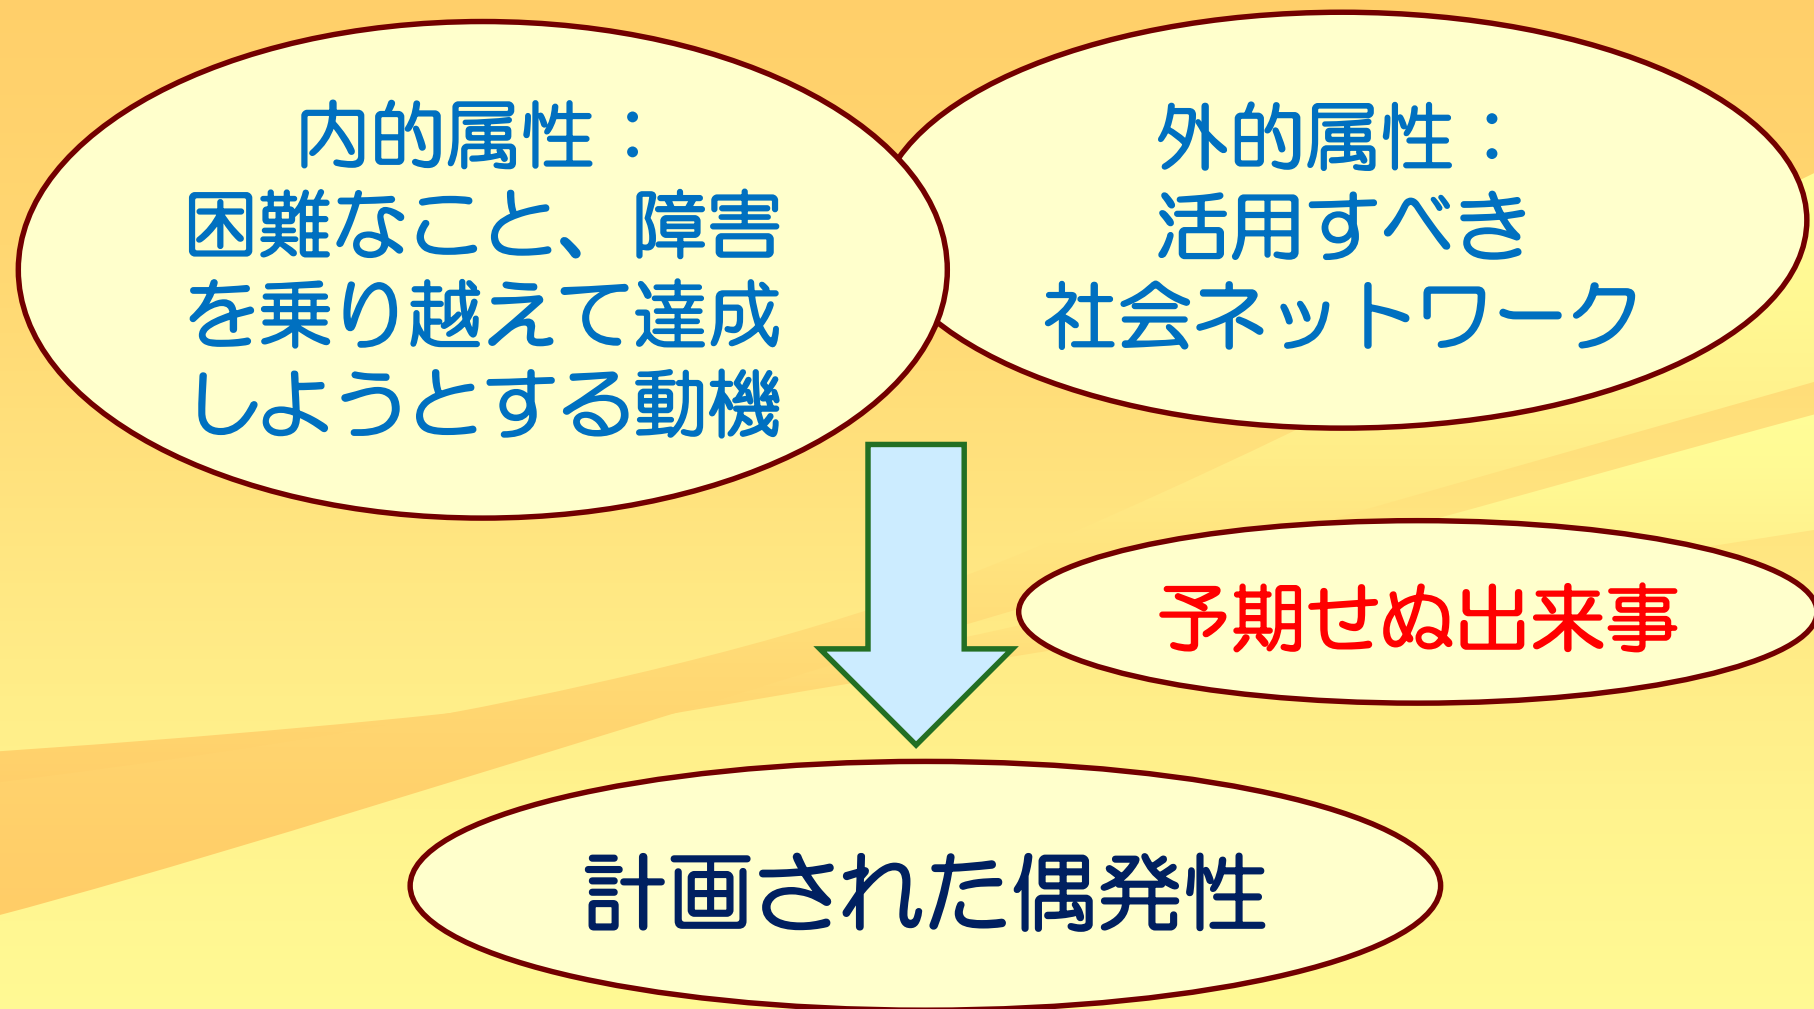 内的属性：
困難なこと、障害
を乗り越えて達成
しようとする動機
外的属性：
活用すべき
社会ネットワーク
予期せぬ出来事
計画された偶発性